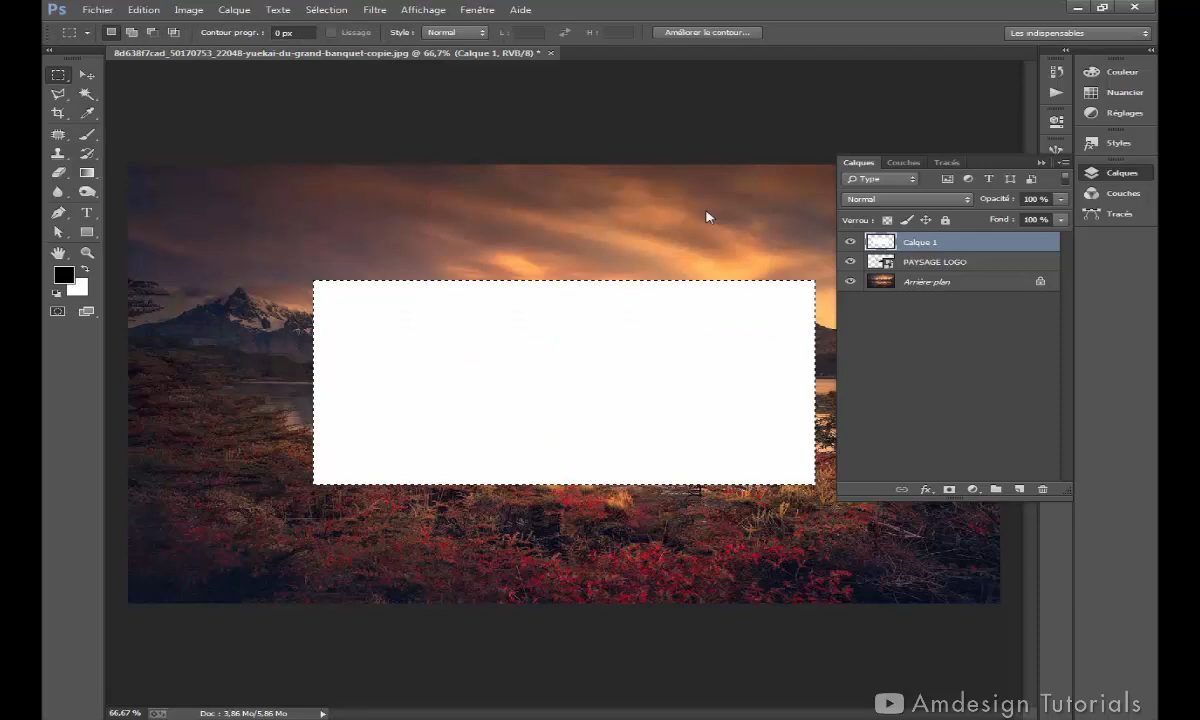 Ps Fichier Edition Image Calque Texte Sélection Filtre Affichage Fenêtre Aide
Contour progr. : 0 px Lissage Style : Normal L : H : Améliorer le contour... Les indispensables
8d638f7cad_50170753_22048-yuekai-du-grand-banquet-copie.jpg @ 66,7% (Calque 1, RVB/8) * ×
Couleur
Nuancier
Réglages
Styles
Calques
Couches
Tracés
Calques Couches Tracés
Type
Normal Opacité : 100 %
Verrou : Fond : 100 %
Calque 1
PAYSAGE LOGO
Arrière-plan
fx
66,67 % Doc : 3,86 Mo/5,86 Mo
Amdesign Tutorials